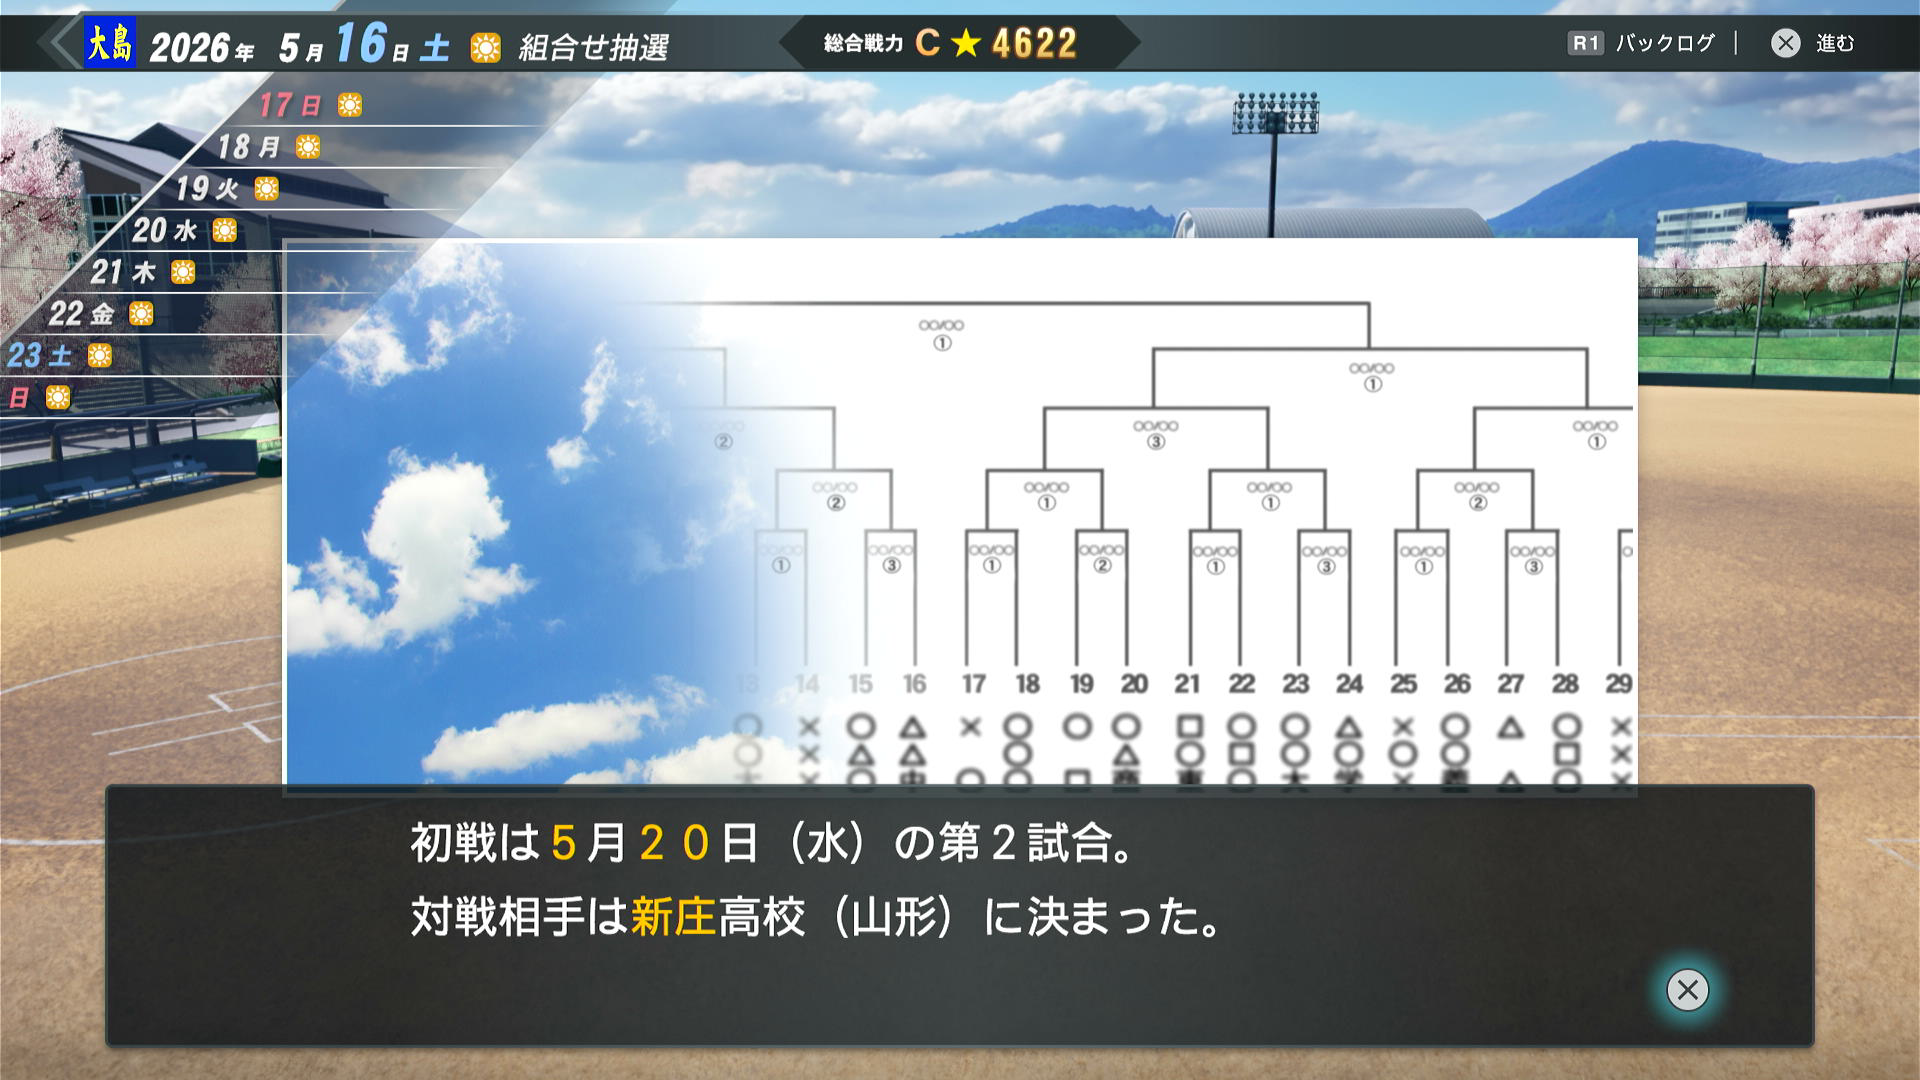 大島 2026年 5月16日 土 組合せ抽選
総合戦力 C ★ 4622
R1 バックログ | ⊗ 進む
17 日
18 月
19 火
20 水
21 木
22 金
23 土
日
○○/○○
①
○○/○○
①
②
○○/○○
③
○○/○○
①
○○/○○
②
○○/○○
①
○○/○○
①
○○/○○
②
○○/○○
①
○○/○○
③
○○/○○
①
○○/○○
②
○○/○○
①
○○/○○
③
○○/○○
①
○○/○○
③
13 14 15 16 17 18 19 20 21 22 23 24 25 26 27 28 29
○ × ○ △ × ○ ○ ○ □ ○ ○ △ × ○ △ ○ ×
○ × △ △ ○ △ ○ □ ○ ○ ○ ○ □ ×
初戦は5月20日（水）の第2試合。
対戦相手は新庄高校（山形）に決まった。